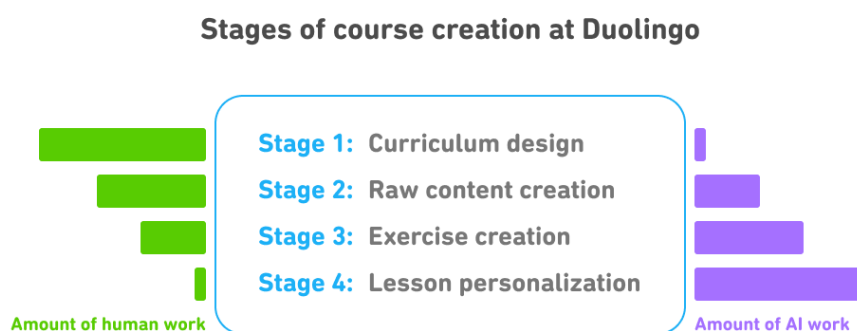 Stages of course creation at Duolingo
Stage 1: Curriculum design
Stage 2: Raw content creation
Stage 3: Exercise creation
Stage 4: Lesson personalization
Amount of human work
Amount of AI work